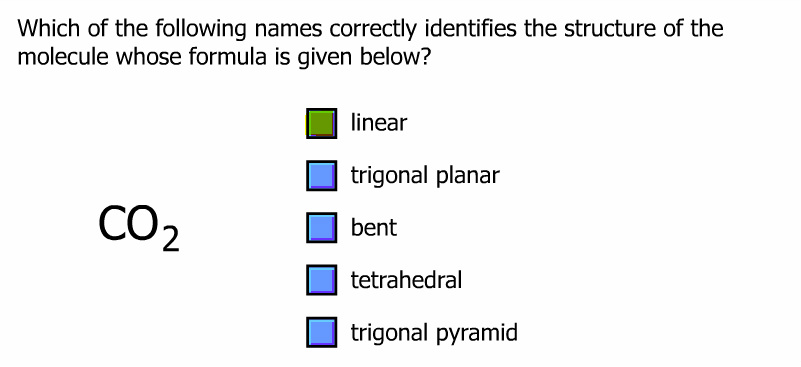 Which of the following names correctly identifies the structure of the
molecule whose formula is given below?
linear
trigonal planar
CO₂
bent
tetrahedral
trigonal pyramid